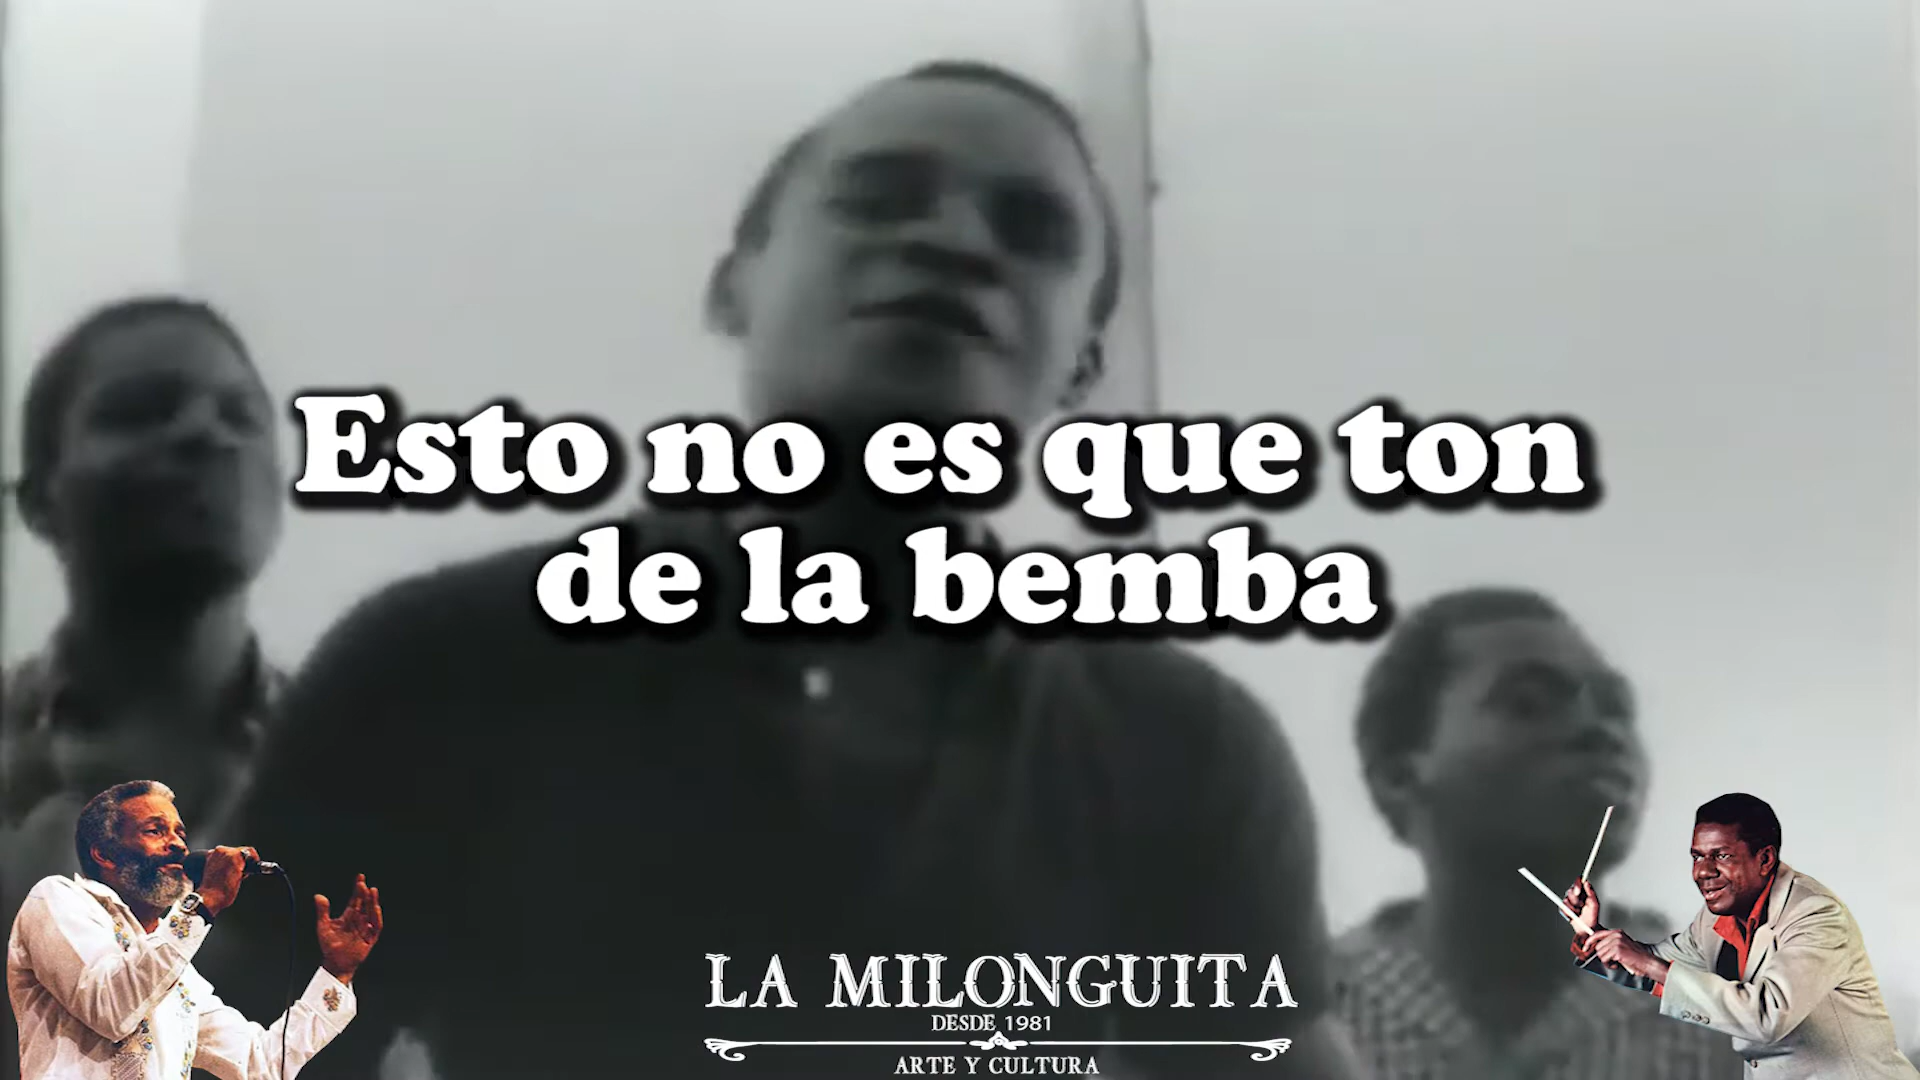 Esto no es que ton
de la bemba
LA MILONGUITA
DESDE 1981
ARTE Y CULTURA